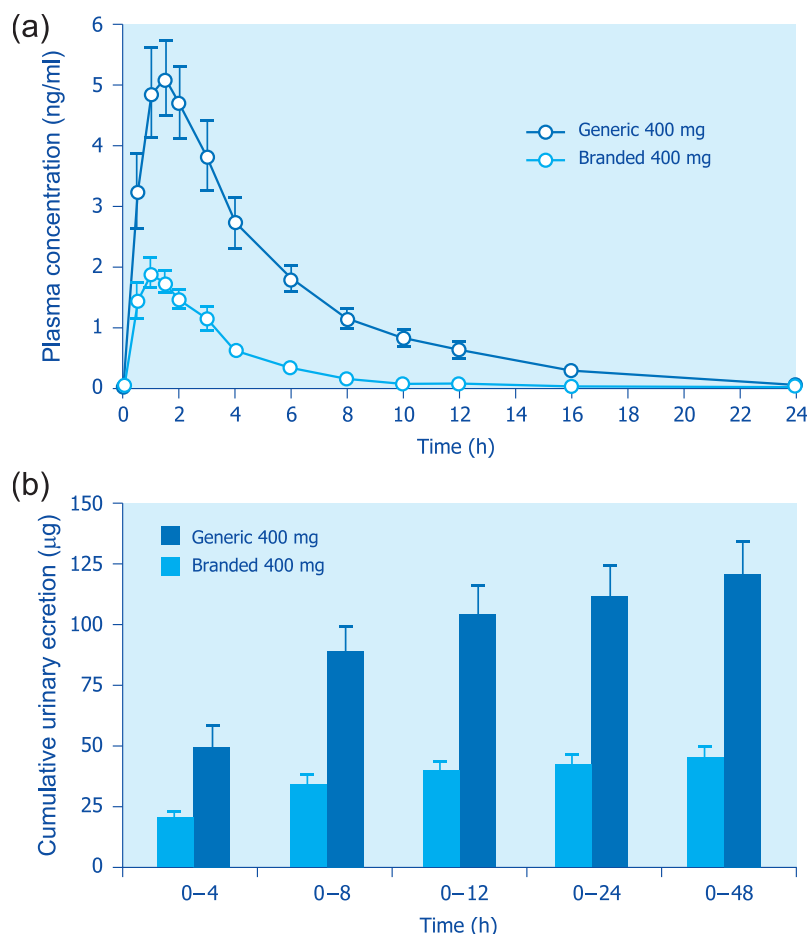 (a)
Plasma concentration (ng/ml)
6
5
4
3
2
1
0
Generic 400 mg
Branded 400 mg
0 2 4 6 8 10 12 14 16 18 20 22 24
Time (h)
(b)
Cumulative urinary ecretion (μg)
150
125
100
75
50
25
0
Generic 400 mg
Branded 400 mg
0–4 0–8 0–12 0–24 0–48
Time (h)